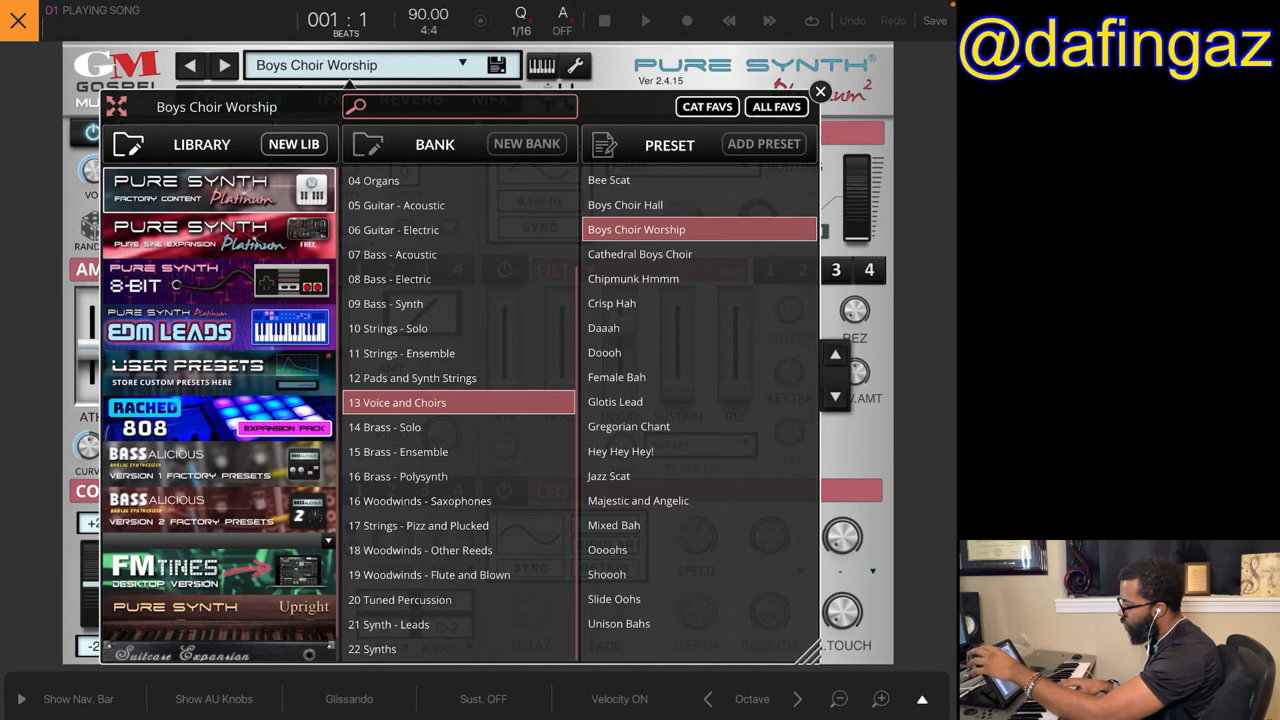 D1 PLAYING SONG
001 : 1
BEATS
90.00
4:4
Q
1/16
A
OFF
Undo
Redo
Save
@dafingaz
GM
GOSPEL
Boys Choir Worship
PURE SYNTH®
Ver 2.4.15
Boys Choir Worship
CAT FAVS
ALL FAVS
LIBRARY
NEW LIB
BANK
NEW BANK
PRESET
ADD PRESET
PURE SYNTH
FACTORY CONTENT Platinum
PURE SYNTH
PURE SINE EXPANSION Platinum
FREE
PURE SYNTH
8-BIT
PURE SYNTH Platinum
EDM LEADS
USER PRESETS
STORE CUSTOM PRESETS HERE
RACHED
808
EXPANSION PACK
BASSALICIOUS
ANALOG SYNTHESIZER
VERSION 1 FACTORY PRESETS
BASSALICIOUS
ANALOG SYNTHESIZER
VERSION 2 FACTORY PRESETS
FMTINES
DESKTOP VERSION
PURE SYNTH Upright
Suitcase Expansion
04 Organs
05 Guitar - Acoustic
06 Guitar - Electric
07 Bass - Acoustic
08 Bass - Electric
09 Bass - Synth
10 Strings - Solo
11 Strings - Ensemble
12 Pads and Synth Strings
13 Voice and Choirs
14 Brass - Solo
15 Brass - Ensemble
16 Brass - Polysynth
16 Woodwinds - Saxophones
17 Strings - Pizz and Plucked
18 Woodwinds - Other Reeds
19 Woodwinds - Flute and Blown
20 Tuned Percussion
21 Synth - Leads
22 Synths
Bee Scat
Boys Choir Hall
Boys Choir Worship
Cathedral Boys Choir
Chipmunk Hmmm
Crisp Hah
Daaah
Doooh
Female Bah
Glotis Lead
Gregorian Chant
Hey Hey Hey!
Jazz Scat
Majestic and Angelic
Mixed Bah
Oooohs
Shoooh
Slide Oohs
Unison Bahs
3 4
Show Nav. Bar
Show AU Knobs
Glissando
Sust. OFF
Velocity ON
Octave